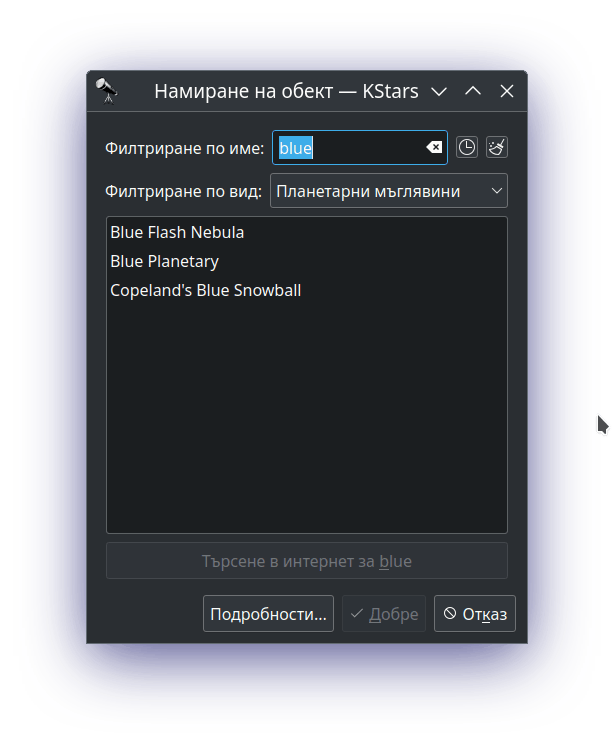 Намиране на обект — KStars
Филтриране по име: blue
Филтриране по вид: Планетарни мъглявини
Blue Flash Nebula
Blue Planetary
Copeland's Blue Snowball
Търсене в интернет за blue
Подробности... Добре Отказ